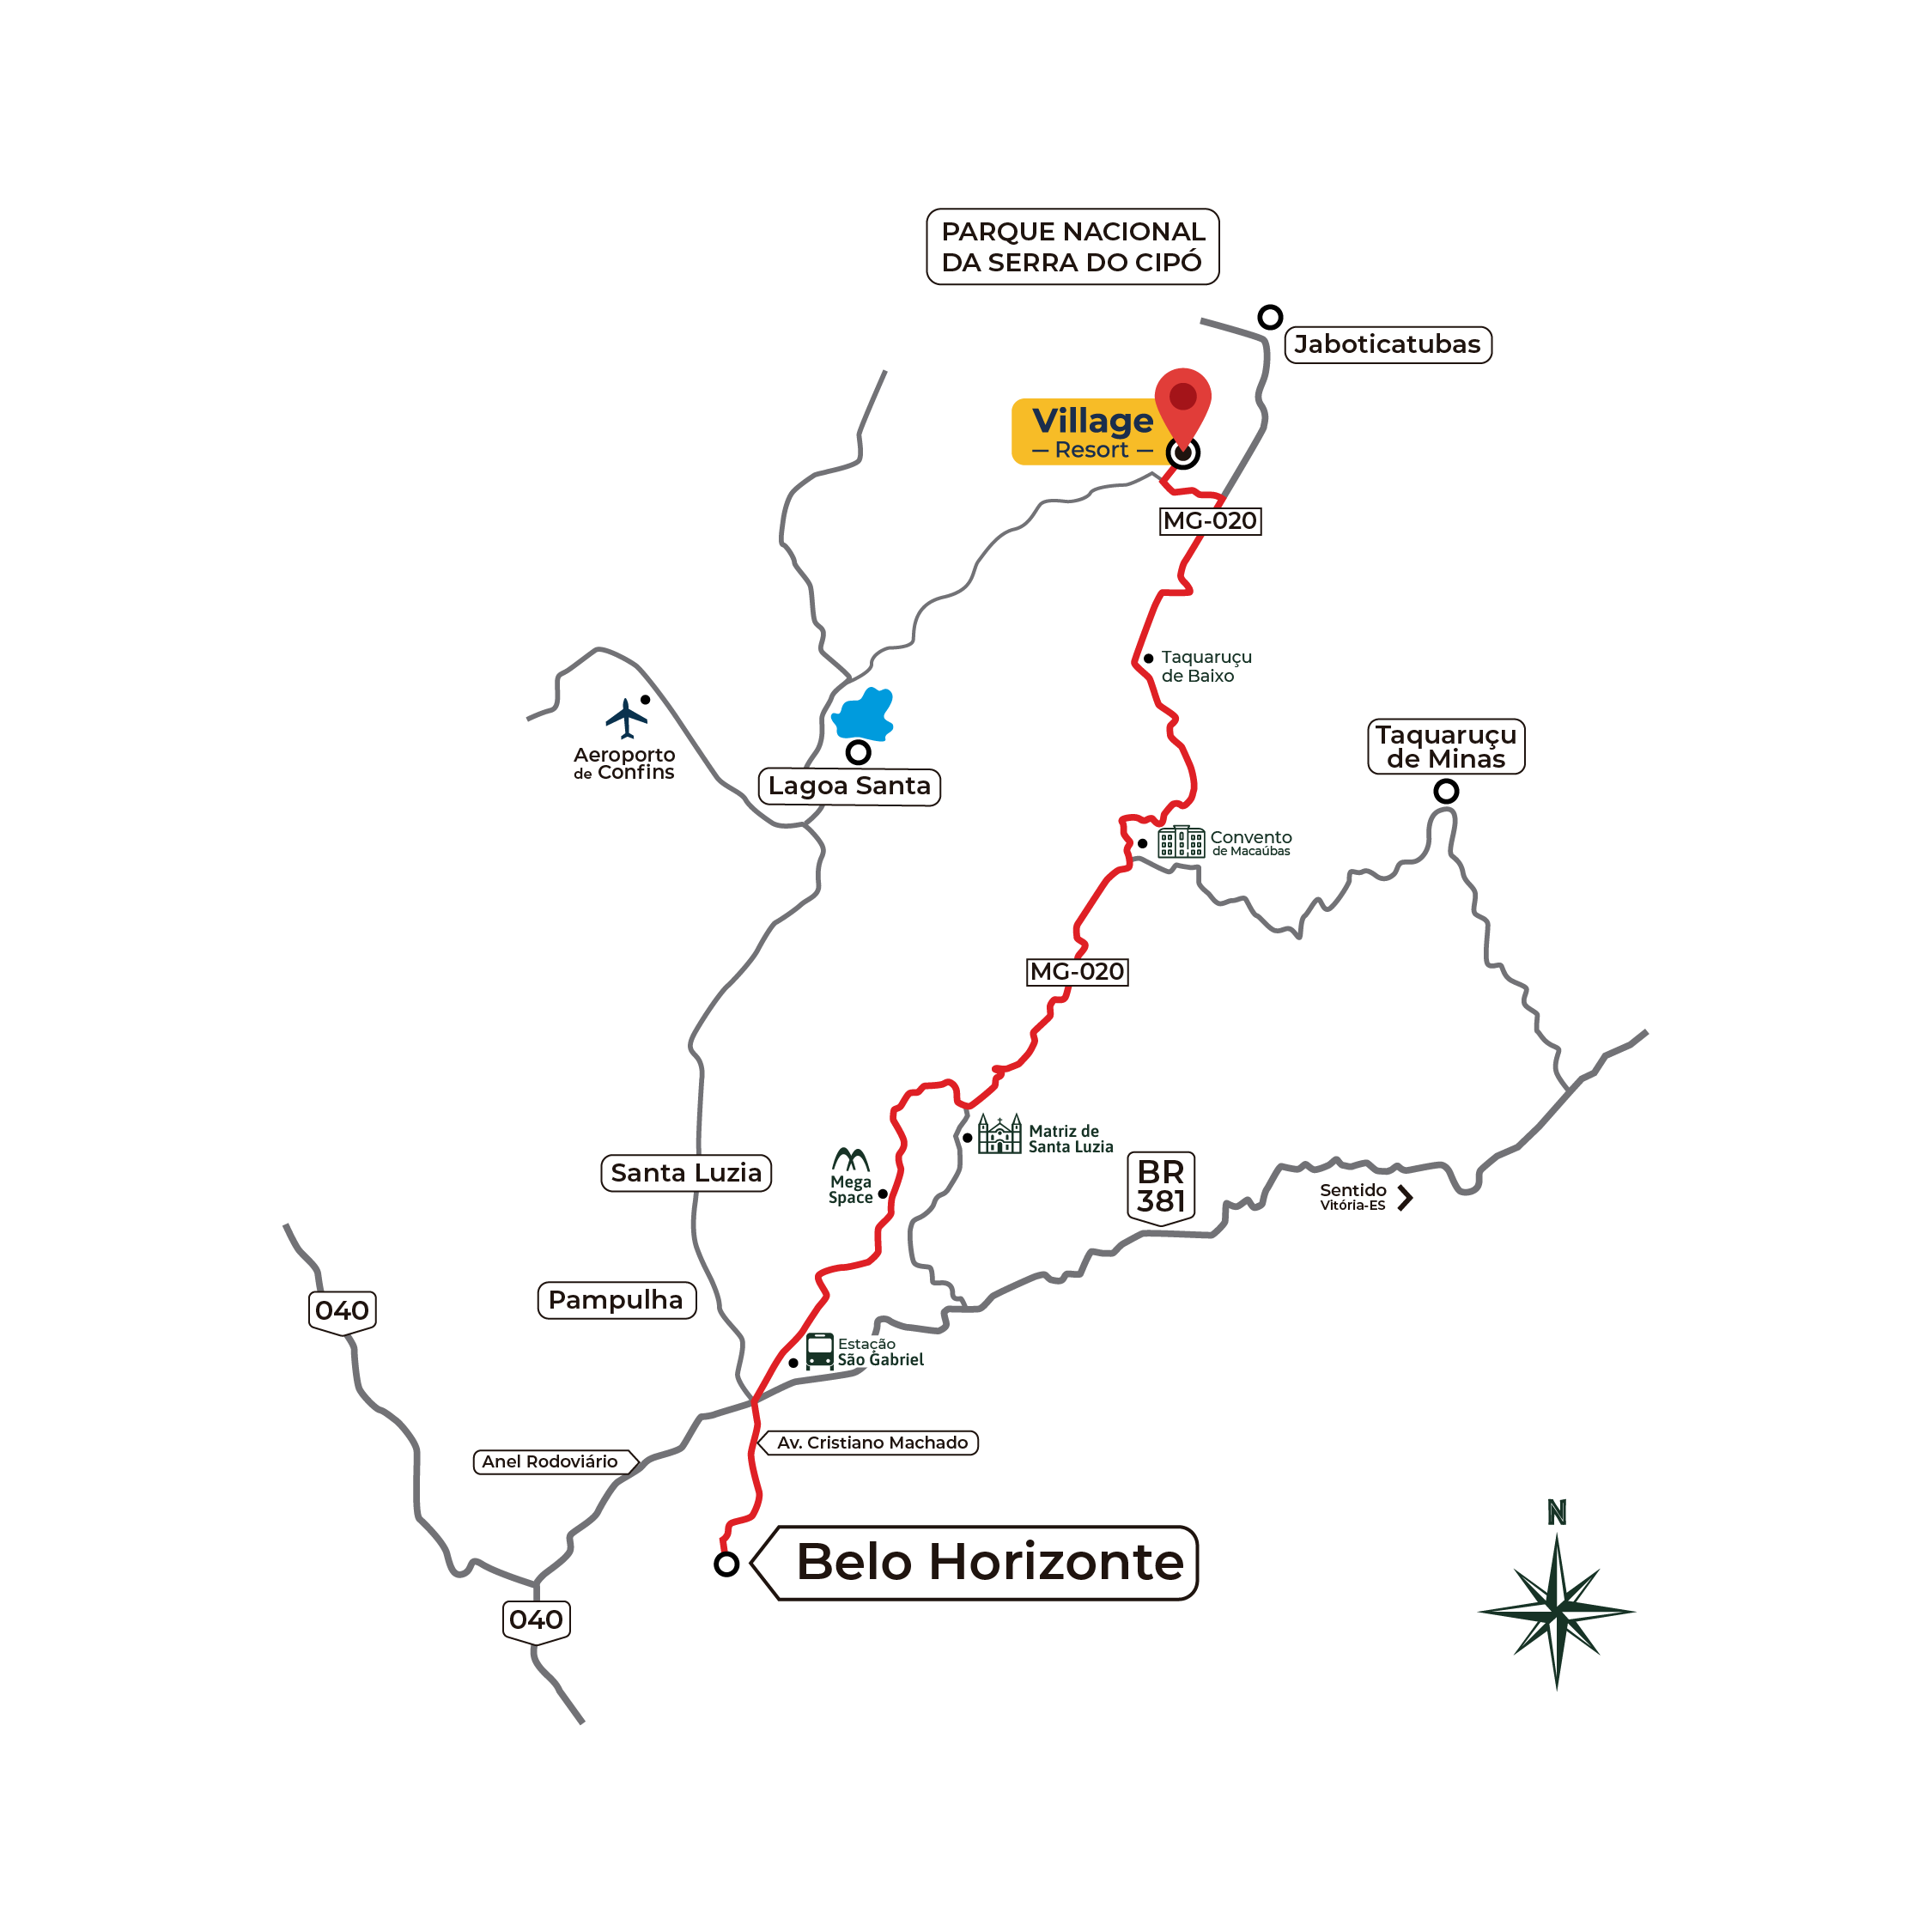 PARQUE NACIONAL
DA SERRA DO CIPÓ
Jaboticatubas
Village
Resort
MG-020
Taquaruçu
de Baixo
Taquaruçu
de Minas
Aeroporto
de Confins
Lagoa Santa
Convento
de Macaúbas
MG-020
Matriz de
Santa Luzia
Santa Luzia
Mega
Space
BR
381
Sentido
Vitória-ES
Pampulha
040
Estação
São Gabriel
Av. Cristiano Machado
Anel Rodoviário
Belo Horizonte
N
040